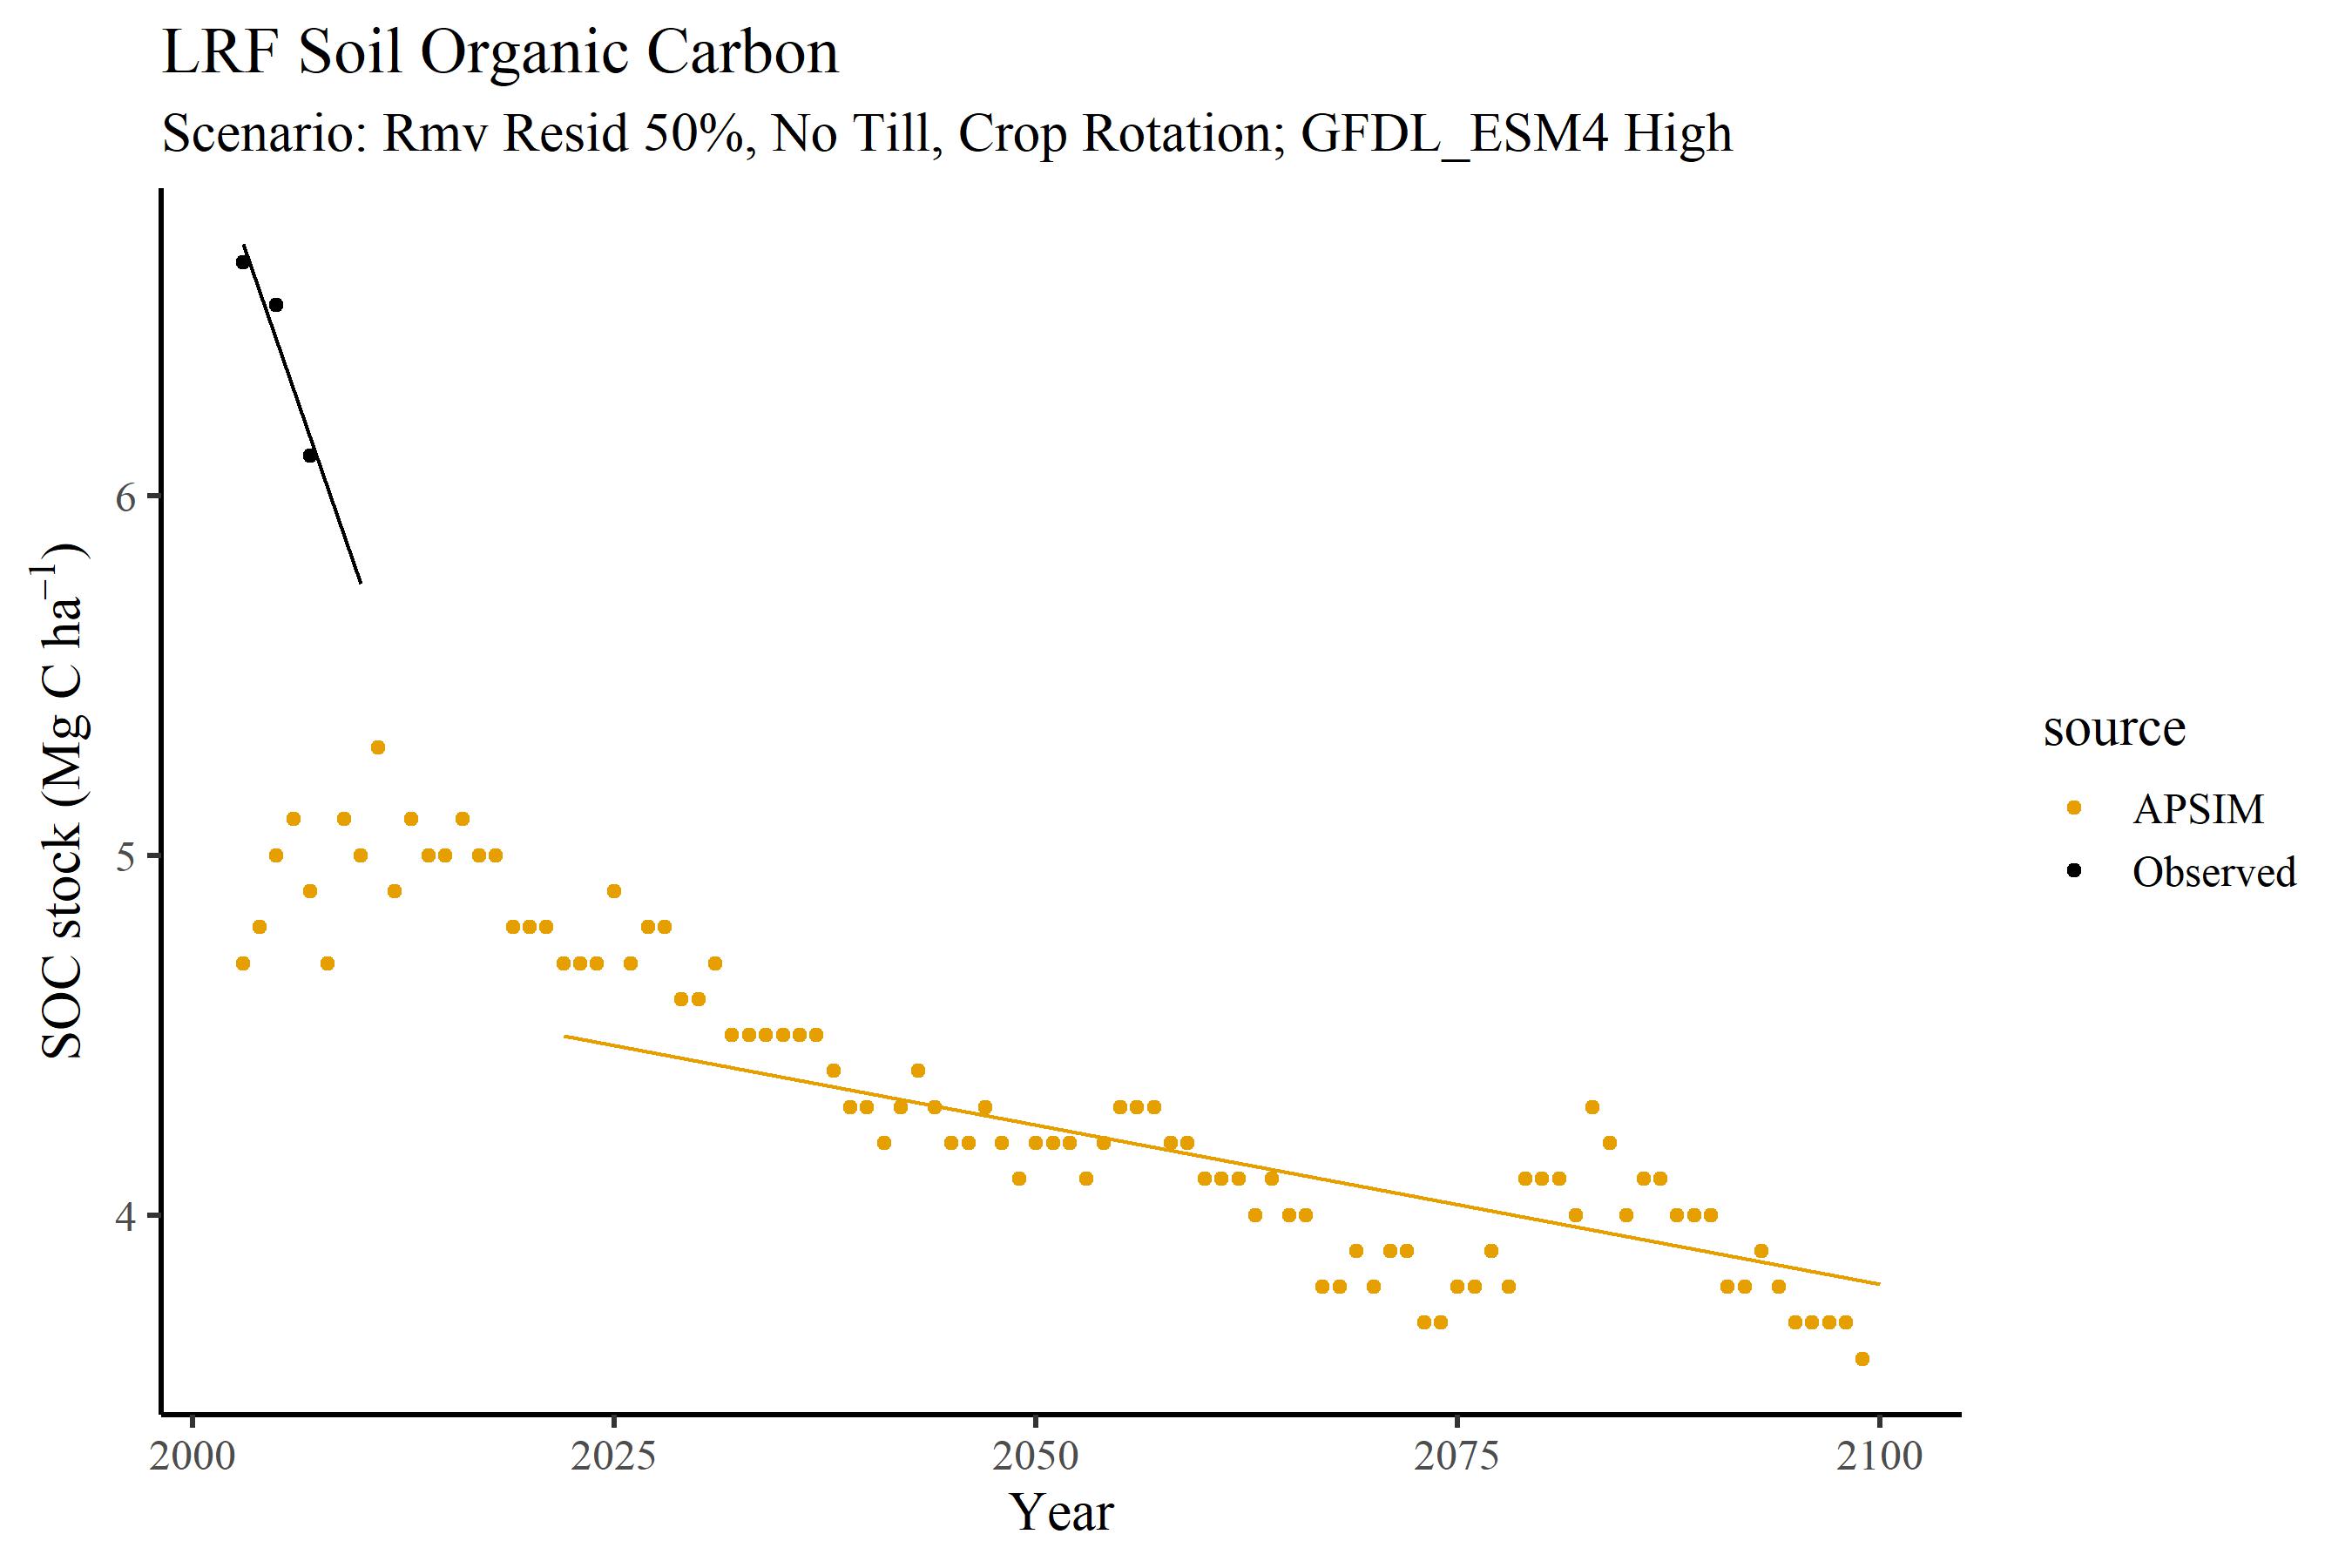 LRF Soil Organic Carbon
Scenario: Rmv Resid 50%, No Till, Crop Rotation; GFDL_ESM4 High
SOC stock (Mg C ha⁻¹)
6
5
4
2000 2025 2050 2075 2100
Year
source
APSIM
Observed